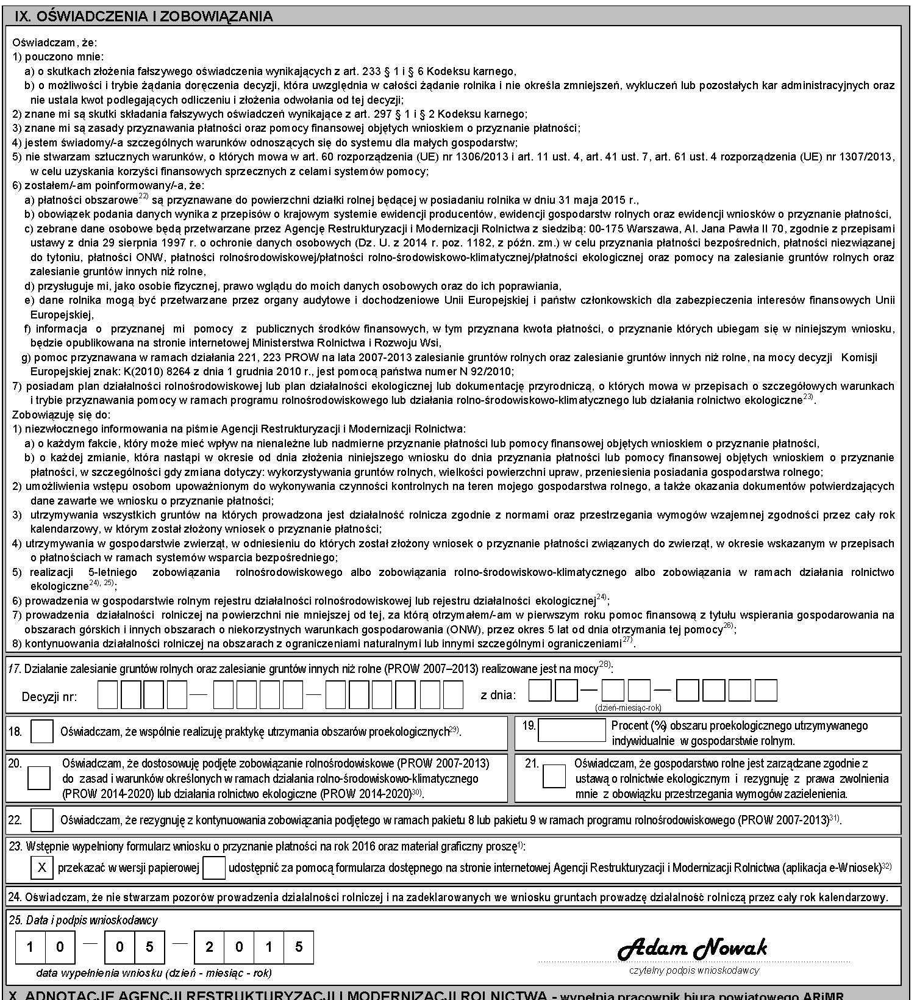 IX. OŚWIADCZENIA I ZOBOWIĄZANIA
Oświadczam, że:
1) pouczono mnie:
a) o skutkach złożenia fałszywego oświadczenia wynikających z art. 233 § 1 i § 6 Kodeksu karnego,
b) o możliwości i trybie żądania doręczenia decyzji, która uwzględnia w całości żądanie rolnika i nie określa zmniejszeń, wykluczeń lub pozostałych kar administracyjnych oraz
nie ustala kwot podlegających odliczeniu i złożenia odwołania od tej decyzji;
2) znane mi są skutki składania fałszywych oświadczeń wynikające z art. 297 § 1 i § 2 Kodeksu karnego;
3) znane mi są zasady przyznawania płatności oraz pomocy finansowej objętych wnioskiem o przyznanie płatności;
4) jestem świadomy/-a szczególnych warunków odnoszących się do systemu dla małych gospodarstw;
5) nie stwarzam sztucznych warunków, o których mowa w art. 60 rozporządzenia (UE) nr 1306/2013 i art. 11 ust. 4, art. 41 ust. 7, art. 61 ust. 4 rozporządzenia (UE) nr 1307/2013,
w celu uzyskania korzyści finansowych sprzecznych z celami systemów pomocy;
6) zostałem/-am poinformowany/-a, że:
a) płatności obszarowe22) są przyznawane do powierzchni działki rolnej będącej w posiadaniu rolnika w dniu 31 maja 2015 r.,
b) obowiązek podania danych wynika z przepisów o krajowym systemie ewidencji producentów, ewidencji gospodarstw rolnych oraz ewidencji wniosków o przyznanie płatności,
c) zebrane dane osobowe będą przetwarzane przez Agencję Restrukturyzacji i Modernizacji Rolnictwa z siedzibą: 00-175 Warszawa, Al. Jana Pawła II 70, zgodnie z przepisami
ustawy z dnia 29 sierpnia 1997 r. o ochronie danych osobowych (Dz. U. z 2014 r. poz. 1182, z późn. zm.) w celu przyznania płatności bezpośrednich, płatności niezwiązanej
do tytoniu, płatności ONW, płatności rolnośrodowiskowej/płatności rolno-środowiskowo-klimatycznej/płatności ekologicznej oraz pomocy na zalesianie gruntów rolnych oraz
zalesianie gruntów innych niż rolne,
d) przysługuje mi, jako osobie fizycznej, prawo wglądu do moich danych osobowych oraz do ich poprawiania,
e) dane rolnika mogą być przetwarzane przez organy audytowe i dochodzeniowe Unii Europejskiej i państw członkowskich dla zabezpieczenia interesów finansowych Unii
Europejskiej,
f) informacja o przyznanej mi pomocy z publicznych środków finansowych, w tym przyznana kwota płatności, o przyznanie których ubiegam się w niniejszym wniosku,
będzie opublikowana na stronie internetowej Ministerstwa Rolnictwa i Rozwoju Wsi,
g) pomoc przyznawana w ramach działania 221, 223 PROW na lata 2007-2013 zalesianie gruntów rolnych oraz zalesianie gruntów innych niż rolne, na mocy decyzji Komisji
Europejskiej znak: K(2010) 8264 z dnia 1 grudnia 2010 r., jest pomocą państwa numer N 92/2010;
7) posiadam plan działalności rolnośrodowiskowej lub plan działalności ekologicznej lub dokumentację przyrodniczą, o których mowa w przepisach o szczegółowych warunkach
i trybie przyznawania pomocy w ramach programu rolnośrodowiskowego lub działania rolno-środowiskowo-klimatycznego lub działania rolnictwo ekologiczne23).
Zobowiązuję się do:
1) niezwłocznego informowania na piśmie Agencji Restrukturyzacji i Modernizacji Rolnictwa:
a) o każdym fakcie, który może mieć wpływ na nienależne lub nadmierne przyznanie płatności lub pomocy finansowej objętych wnioskiem o przyznanie płatności,
b) o każdej zmianie, która nastąpi w okresie od dnia złożenia niniejszego wniosku do dnia przyznania płatności lub pomocy finansowej objętych wnioskiem o przyznanie
płatności, w szczególności gdy zmiana dotyczy: wykorzystywania gruntów rolnych, wielkości powierzchni upraw, przeniesienia posiadania gospodarstwa rolnego;
2) umożliwienia wstępu osobom upoważnionym do wykonywania czynności kontrolnych na teren mojego gospodarstwa rolnego, a także okazania dokumentów potwierdzających
dane zawarte we wniosku o przyznanie płatności;
3) utrzymywania wszystkich gruntów na których prowadzona jest działalność rolnicza zgodnie z normami oraz przestrzegania wymogów wzajemnej zgodności przez cały rok
kalendarzowy, w którym został złożony wniosek o przyznanie płatności;
4) utrzymywania w gospodarstwie zwierząt, w odniesieniu do których został złożony wniosek o przyznanie płatności związanych do zwierząt, w okresie wskazanym w przepisach
o płatnościach w ramach systemów wsparcia bezpośredniego;
5) realizacji 5-letniego zobowiązania rolnośrodowiskowego albo zobowiązania rolno-środowiskowo-klimatycznego albo zobowiązania w ramach działania rolnictwo
ekologiczne24), 25);
6) prowadzenia w gospodarstwie rolnym rejestru działalności rolnośrodowiskowej lub rejestru działalności ekologicznej24);
7) prowadzenia działalności rolniczej na powierzchni nie mniejszej od tej, za którą otrzymałem/-am w pierwszym roku pomoc finansową z tytułu wspierania gospodarowania na
obszarach górskich i innych obszarach o niekorzystnych warunkach gospodarowania (ONW), przez okres 5 lat od dnia otrzymania tej pomocy26);
8) kontynuowania działalności rolniczej na obszarach z ograniczeniami naturalnymi lub innymi szczególnymi ograniczeniami27).
17. Działanie zalesianie gruntów rolnych oraz zalesianie gruntów innych niż rolne (PROW 2007–2013) realizowane jest na mocy28):
Decyzji nr: — — z dnia: — —
(dzień-miesiąc-rok)
18. Oświadczam, że wspólnie realizuję praktykę utrzymania obszarów proekologicznych29).
19. Procent (%) obszaru proekologicznego utrzymywanego
indywidualnie w gospodarstwie rolnym.
20. Oświadczam, że dostosowuję podjęte zobowiązanie rolnośrodowiskowe (PROW 2007-2013)
do zasad i warunków określonych w ramach działania rolno-środowiskowo-klimatycznego
(PROW 2014-2020) lub działania rolnictwo ekologiczne (PROW 2014-2020)30).
21. Oświadczam, że gospodarstwo rolne jest zarządzane zgodnie z
ustawą o rolnictwie ekologicznym i rezygnuję z prawa zwolnienia
mnie z obowiązku przestrzegania wymogów zazielenienia.
22. Oświadczam, że rezygnuję z kontynuowania zobowiązania podjętego w ramach pakietu 8 lub pakietu 9 w ramach programu rolnośrodowiskowego (PROW 2007-2013)31).
23. Wstępnie wypełniony formularz wniosku o przyznanie płatności na rok 2016 oraz materiał graficzny proszę1):
X przekazać w wersji papierowej udostępnić za pomocą formularza dostępnego na stronie internetowej Agencji Restrukturyzacji i Modernizacji Rolnictwa (aplikacja e-Wniosek)32)
24. Oświadczam, że nie stwarzam pozorów prowadzenia działalności rolniczej i na zadeklarowanych we wniosku gruntach prowadzę działalność rolniczą przez cały rok kalendarzowy.
25. Data i podpis wnioskodawcy
1 0 — 0 5 — 2 0 1 5
Adam Nowak
data wypełnienia wniosku (dzień - miesiąc - rok)
czytelny podpis wnioskodawcy
X. ADNOTACJE AGENCJI RESTRUKTURYZACJI I MODERNIZACJI ROLNICTWA - wypełnia pracownik biura powiatowego ARiMR